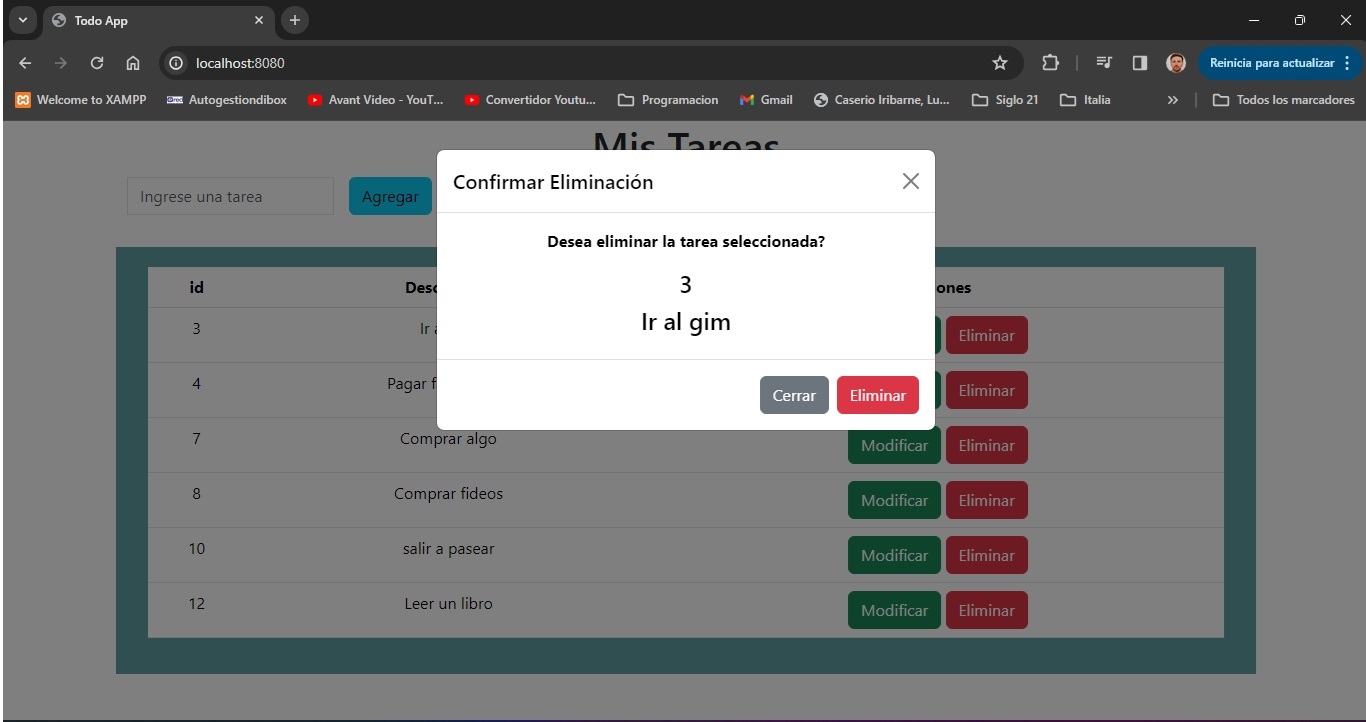 Todo App
localhost:8080
Reinicia para actualizar
Welcome to XAMPP Autogestiondibox Avant Video - YouT... Convertidor Youtu... Programacion Gmail Caserio Iribarne, Lu... Siglo 21 Italia » Todos los marcadores
Mis Tareas
Ingrese una tarea Agregar
Confirmar Eliminación
Desea eliminar la tarea seleccionada?
3
Ir al gim
Cerrar Eliminar
id Desc ones
3 Ir a Eliminar
4 Pagar f Eliminar
7 Comprar algo Modificar Eliminar
8 Comprar fideos Modificar Eliminar
10 salir a pasear Modificar Eliminar
12 Leer un libro Modificar Eliminar